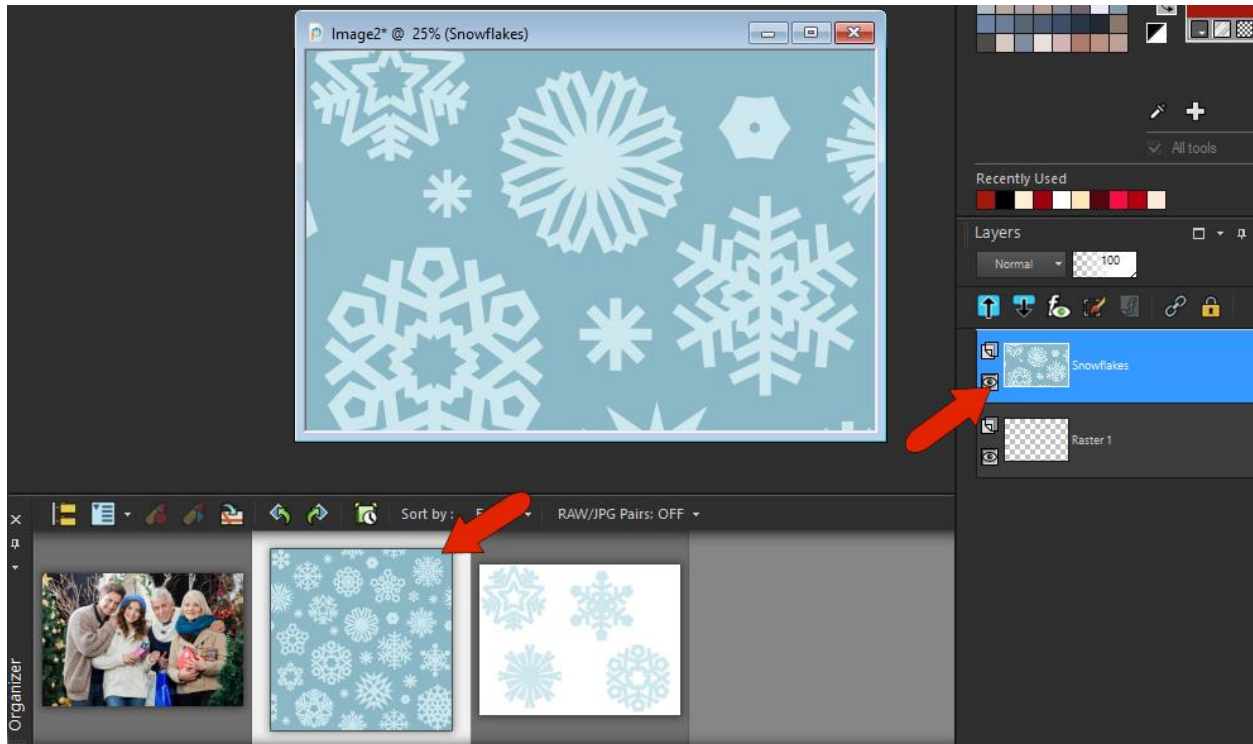 Image2* @ 25% (Snowflakes)
All tools
Recently Used
Layers
Normal
100
Snowflakes
Raster 1
Sort by :
RAW/JPG Pairs: OFF
Organizer